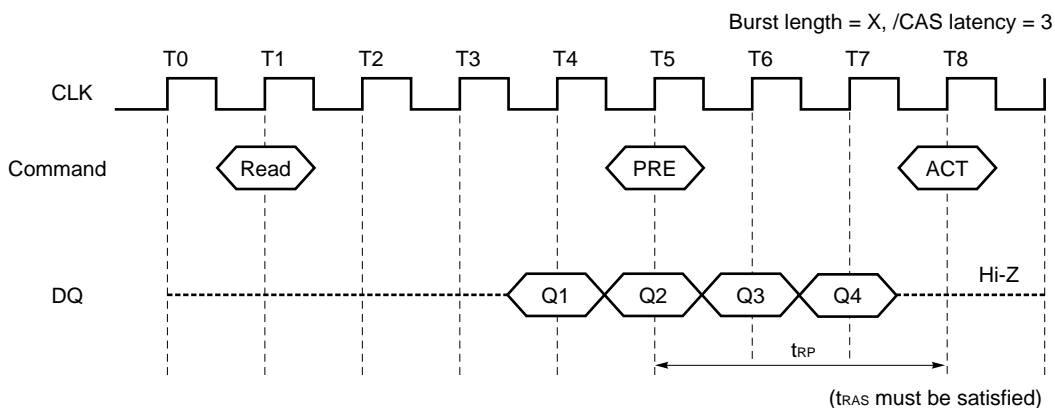 Burst length = X, /CAS latency = 3
T0 T1 T2 T3 T4 T5 T6 T7 T8
CLK
Command Read PRE ACT
Hi-Z
DQ Q1 Q2 Q3 Q4
tRP
(tRAS must be satisfied)